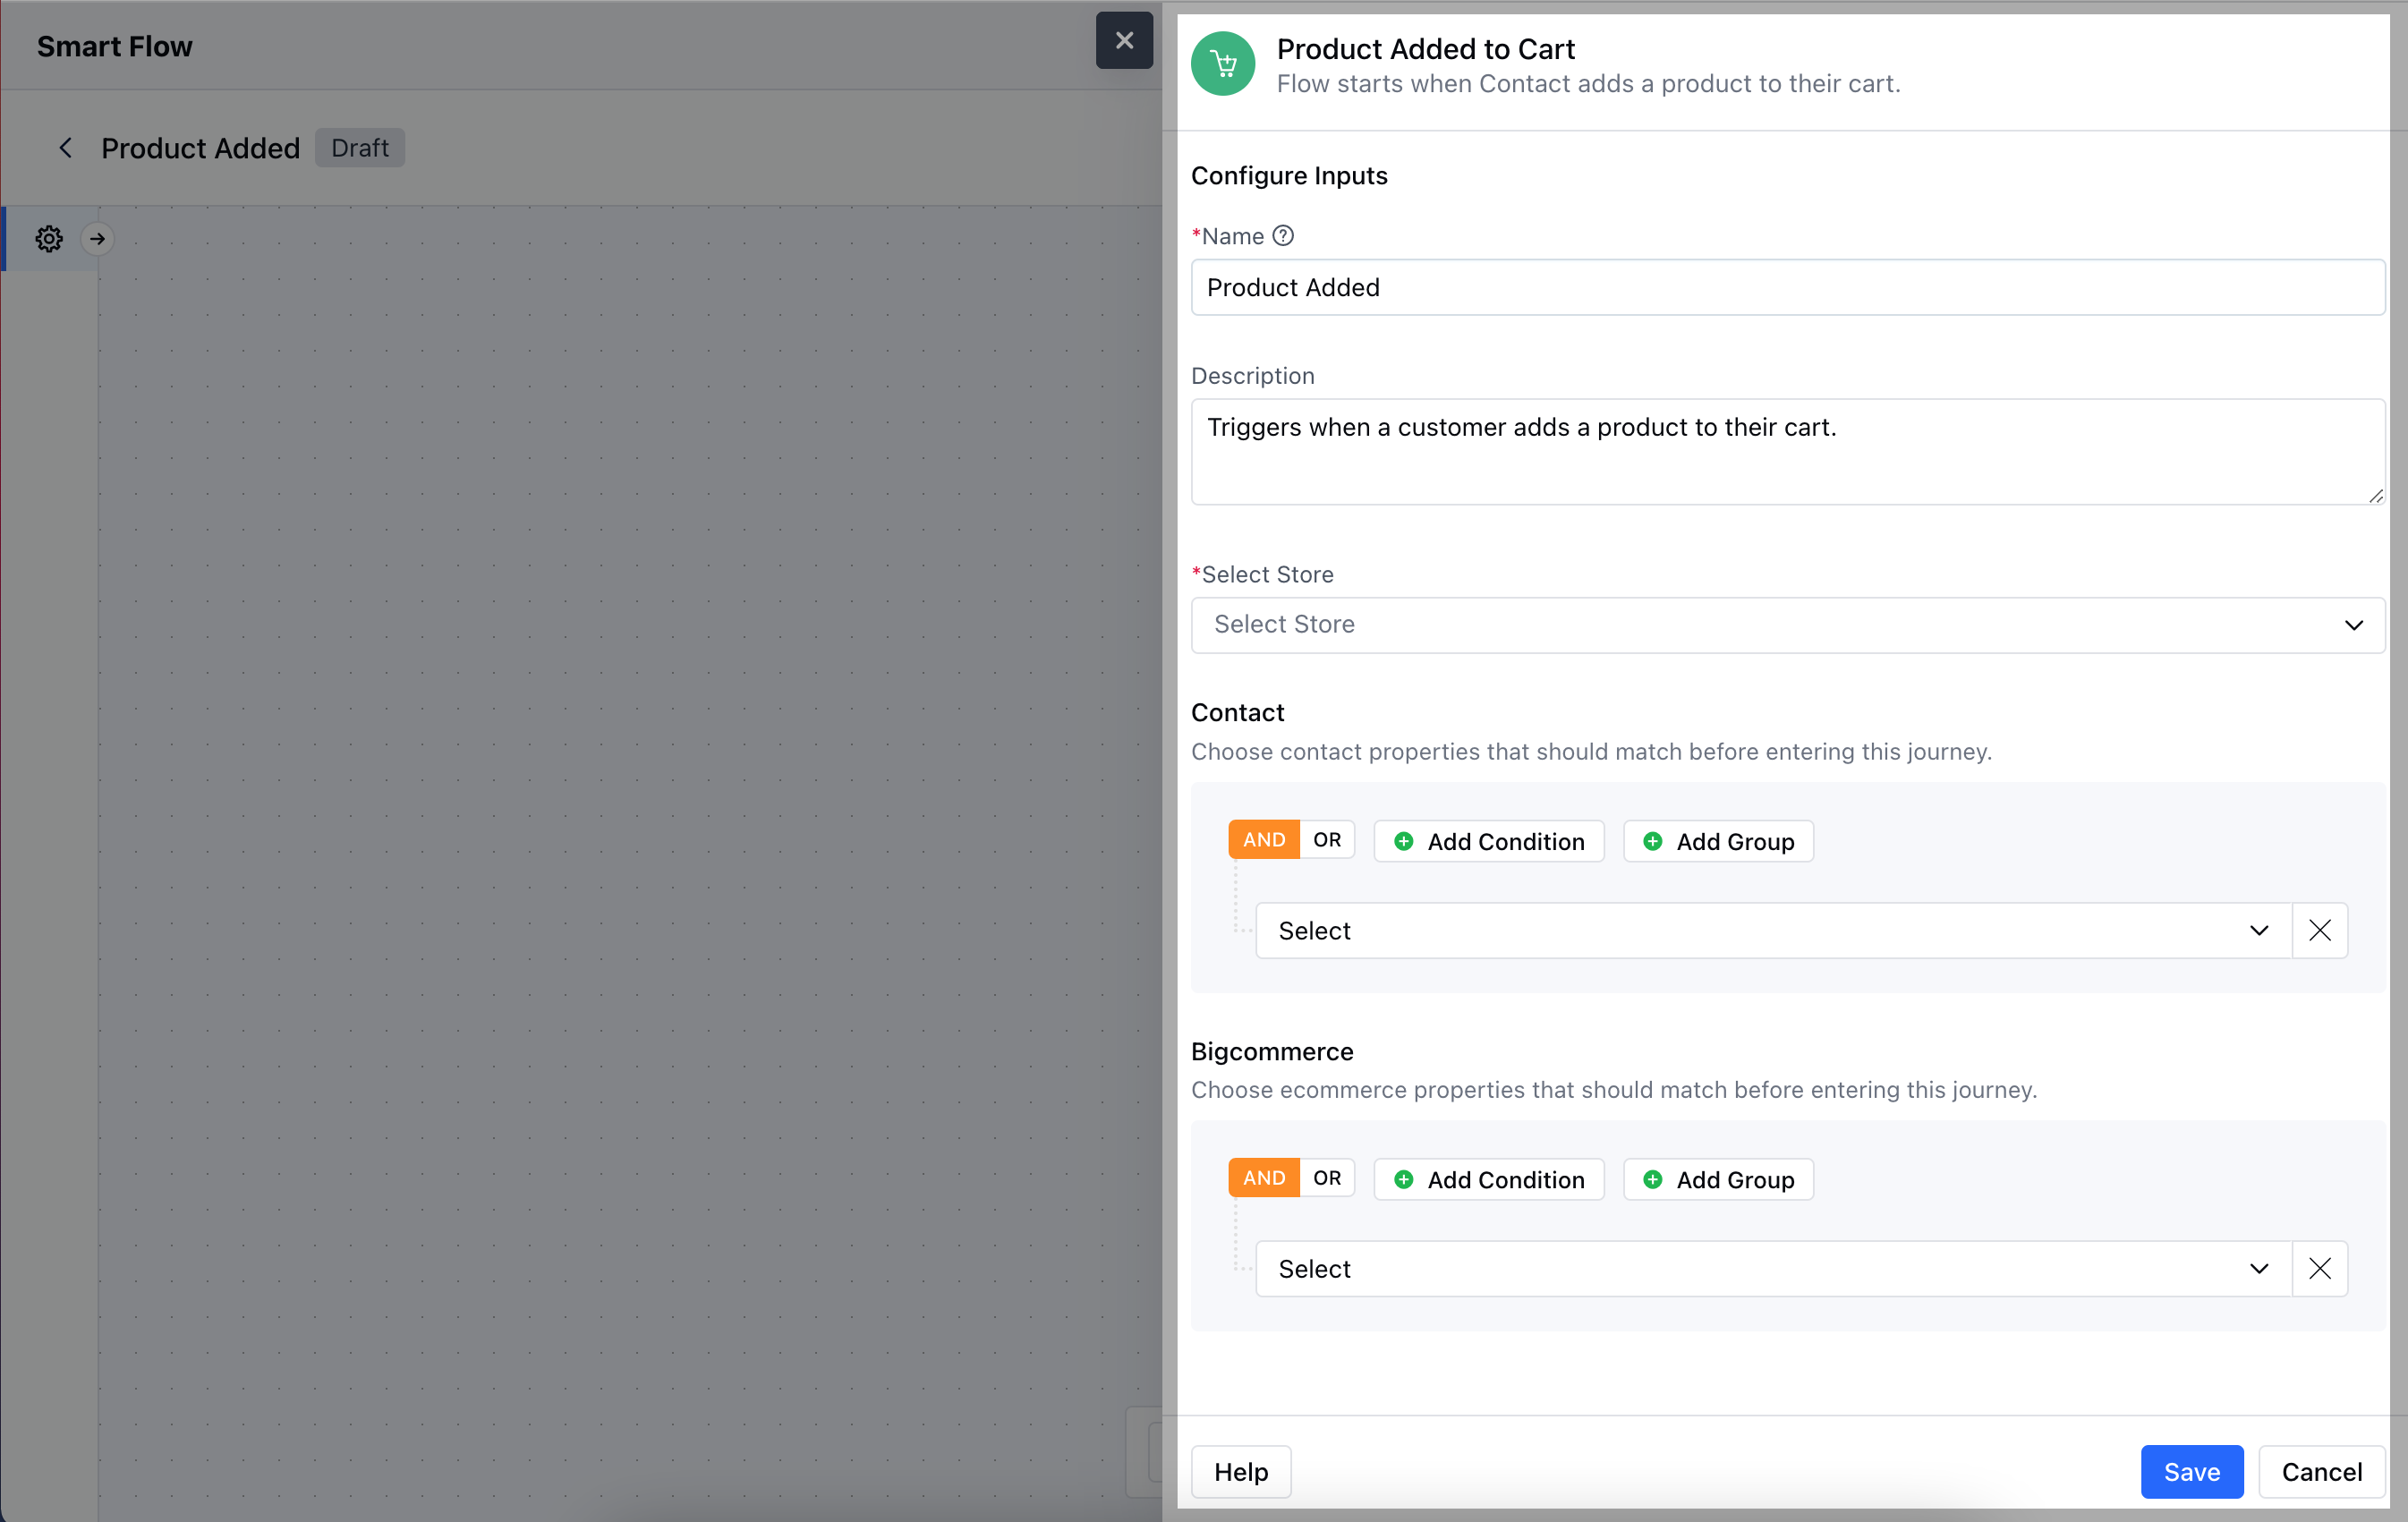 Smart Flow
Product Added Draft
Product Added to Cart
Flow starts when Contact adds a product to their cart.
Configure Inputs
*Name
Product Added
Description
Triggers when a customer adds a product to their cart.
*Select Store
Select Store
Contact
Choose contact properties that should match before entering this journey.
AND OR Add Condition Add Group
Select
Bigcommerce
Choose ecommerce properties that should match before entering this journey.
AND OR Add Condition Add Group
Select
Help Save Cancel